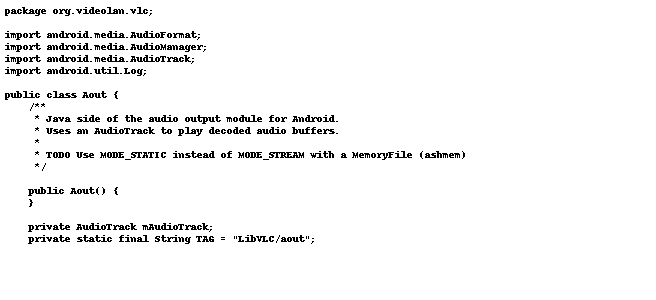 package org.videolan.vlc;
import android.media.AudioFormat;
import android.media.AudioManager;
import android.media.AudioTrack;
import android.util.Log;
public class Aout {
/**
* Java side of the audio output module for Android.
* Uses an AudioTrack to play decoded audio buffers.
*
* TODO Use MODE_STATIC instead of MODE_STREAM with a MemoryFile (ashmem)
*/
public Aout() {
}
private AudioTrack mAudioTrack;
private static final String TAG = "LibVLC/aout";